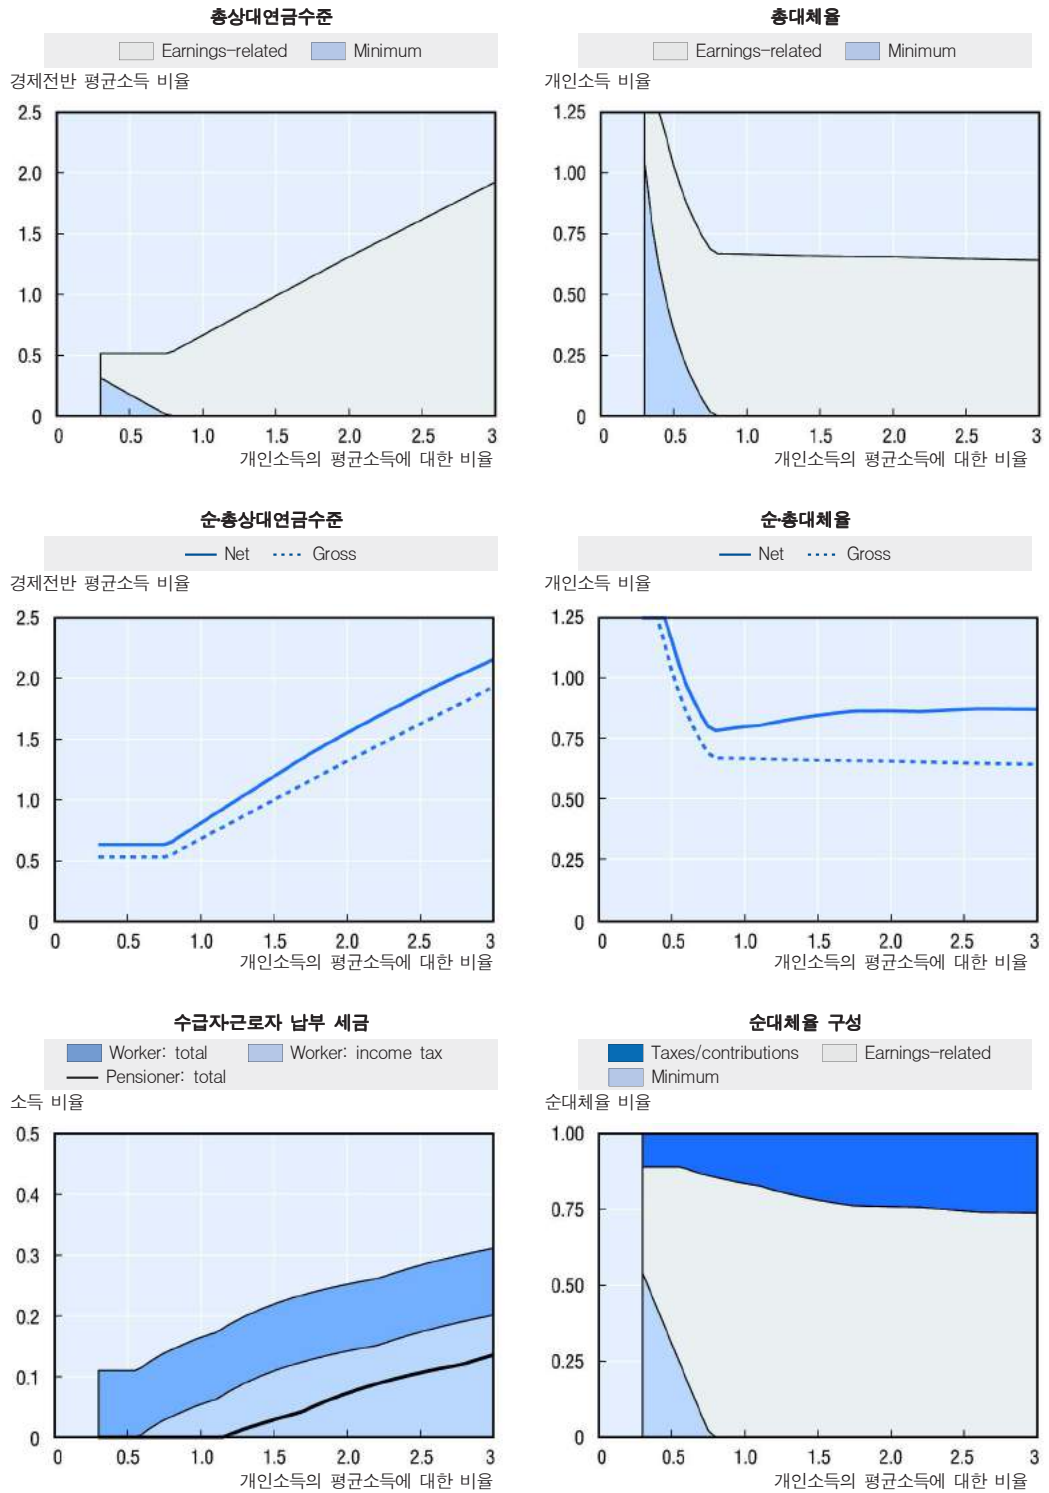 총상대연금수준
Earnings-related Minimum
경제전반 평균소득 비율
2.5
2.0
1.5
1.0
0.5
0
0 0.5 1.0 1.5 2.0 2.5 3
개인소득의 평균소득에 대한 비율
총대체율
Earnings-related Minimum
개인소득 비율
1.25
1.00
0.75
0.50
0.25
0
0 0.5 1.0 1.5 2.0 2.5 3
개인소득의 평균소득에 대한 비율
순·총상대연금수준
Net Gross
경제전반 평균소득 비율
2.5
2.0
1.5
1.0
0.5
0
0 0.5 1.0 1.5 2.0 2.5 3
개인소득의 평균소득에 대한 비율
순·총대체율
Net Gross
개인소득 비율
1.25
1.00
0.75
0.50
0.25
0
0 0.5 1.0 1.5 2.0 2.5 3
개인소득의 평균소득에 대한 비율
수급자·근로자 납부 세금
Worker: total Worker: income tax
Pensioner: total
소득 비율
0.5
0.4
0.3
0.2
0.1
0
0 0.5 1.0 1.5 2.0 2.5 3
개인소득의 평균소득에 대한 비율
순대체율 구성
Taxes/contributions Earnings-related
Minimum
순대체율 비율
1.00
0.75
0.50
0.25
0
0 0.5 1.0 1.5 2.0 2.5 3
개인소득의 평균소득에 대한 비율